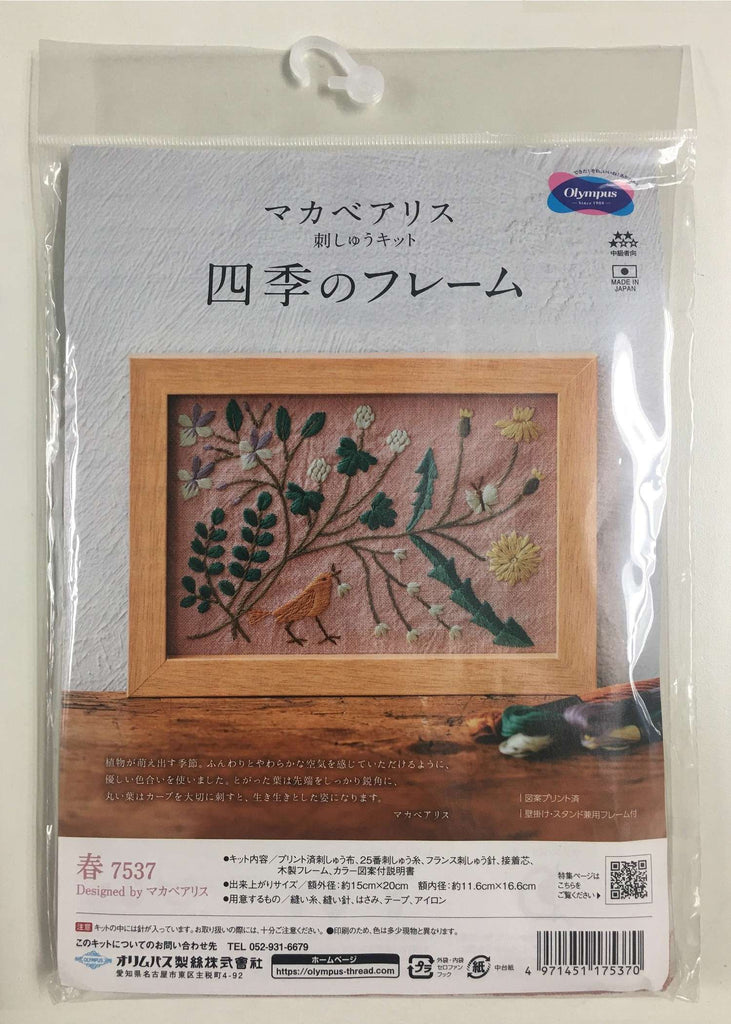 できた!を、いいね!に。
Olympus
Since 1908
マカベアリス
刺しゅうキット
四季のフレーム
★★
★☆☆
中級者向
MADE IN
JAPAN
植物が萌え出す季節。ふんわりとやわらかな空気を感じていただけるように、
優しい色合いを使いました。とがった葉は先端をしっかり鋭角に、
丸い葉はカーブを大切に刺すと、生き生きとした姿になります。
マカベアリス
図案プリント済
壁掛け・スタンド兼用フレーム付
春 7537
Designed by マカベアリス
●キット内容/プリント済刺しゅう布、25番刺しゅう糸、フランス刺しゅう針、接着芯、
木製フレーム、カラー図案付説明書
●出来上がりサイズ/額外径:約15cm×20cm 額内径:約11.6cm×16.6cm
●用意するもの/縫い糸、縫い針、はさみ、テープ、アイロン
特集ページは
こちらを
ご覧ください
注意 キットの中には針が入っています。お取り扱いの際には、十分ご注意ください。 ●印刷のため、色は多少現物と異なります。
このキットについてのお問い合わせ先 TEL 052-931-6679
OLYMPUS オリムパス製絲株式會社
愛知県名古屋市東区主税町4-92
ホームページ
https://olympus-thread.com
プラ
外袋・内袋
セロファン
フック
紙
中台紙
4 971451 175370